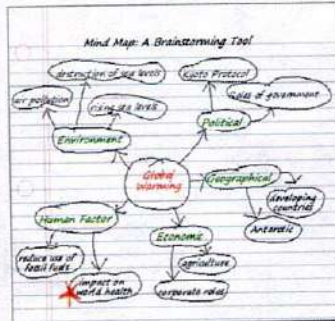 Mind Map: A Brainstorming Tool
destruction of sea levels
Kyoto Protocol
air pollution
rising sea levels
Roles of government
Political
Environment
Global
Warming
Geographical
developing
countries
Human Factor
Antarctic
Economic
reduce use of
fossil fuels
agriculture
impact on
world health
corporate roles